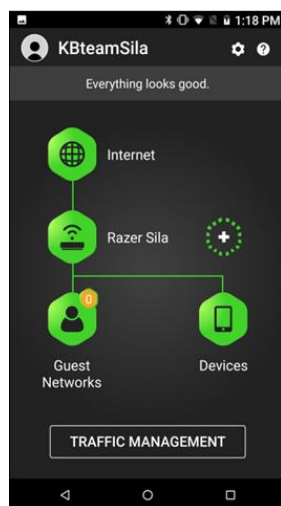 1:18 PM
KBteamSila
Everything looks good.
Internet
Razer Sila
0
Guest
Networks
Devices
TRAFFIC MANAGEMENT